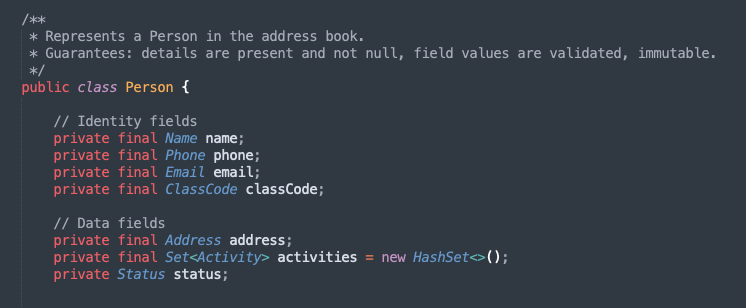 /**
 * Represents a Person in the address book.
 * Guarantees: details are present and not null, field values are validated, immutable.
 */
public class Person {
    // Identity fields
    private final Name name;
    private final Phone phone;
    private final Email email;
    private final ClassCode classCode;
    // Data fields
    private final Address address;
    private final Set<Activity> activities = new HashSet<>();
    private Status status;